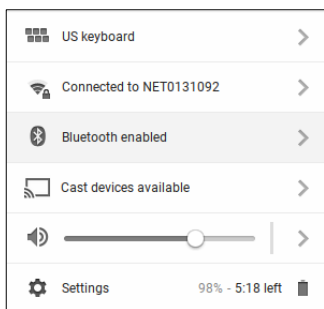 US keyboard
Connected to NET0131092
Bluetooth enabled
Cast devices available
Settings 98% - 5:18 left